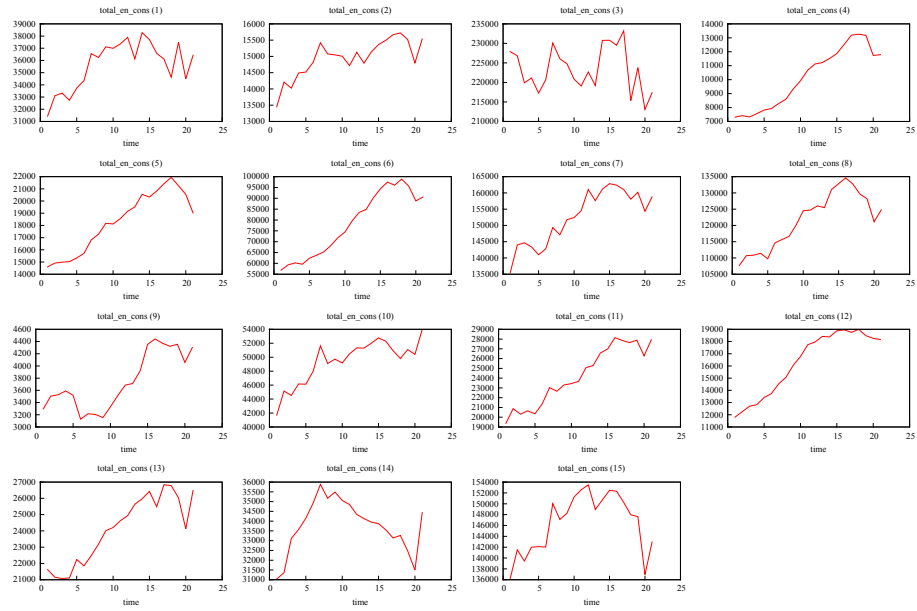 total_en_cons (1)
39000
38000
37000
36000
35000
34000
33000
32000
31000
0 5 10 15 20 25
time
total_en_cons (2)
16000
15500
15000
14500
14000
13500
13000
0 5 10 15 20 25
time
total_en_cons (3)
235000
230000
225000
220000
215000
210000
0 5 10 15 20 25
time
total_en_cons (4)
14000
13000
12000
11000
10000
9000
8000
7000
0 5 10 15 20 25
time
total_en_cons (5)
22000
21000
20000
19000
18000
17000
16000
15000
14000
0 5 10 15 20 25
time
total_en_cons (6)
100000
95000
90000
85000
80000
75000
70000
65000
60000
55000
0 5 10 15 20 25
time
total_en_cons (7)
165000
160000
155000
150000
145000
140000
135000
0 5 10 15 20 25
time
total_en_cons (8)
135000
130000
125000
120000
115000
110000
105000
0 5 10 15 20 25
time
total_en_cons (9)
4600
4400
4200
4000
3800
3600
3400
3200
3000
0 5 10 15 20 25
time
total_en_cons (10)
54000
52000
50000
48000
46000
44000
42000
40000
0 5 10 15 20 25
time
total_en_cons (11)
29000
28000
27000
26000
25000
24000
23000
22000
21000
20000
19000
0 5 10 15 20 25
time
total_en_cons (12)
19000
18000
17000
16000
15000
14000
13000
12000
11000
0 5 10 15 20 25
time
total_en_cons (13)
27000
26000
25000
24000
23000
22000
21000
0 5 10 15 20 25
time
total_en_cons (14)
36000
35500
35000
34500
34000
33500
33000
32500
32000
31500
31000
0 5 10 15 20 25
time
total_en_cons (15)
154000
152000
150000
148000
146000
144000
142000
140000
138000
136000
0 5 10 15 20 25
time